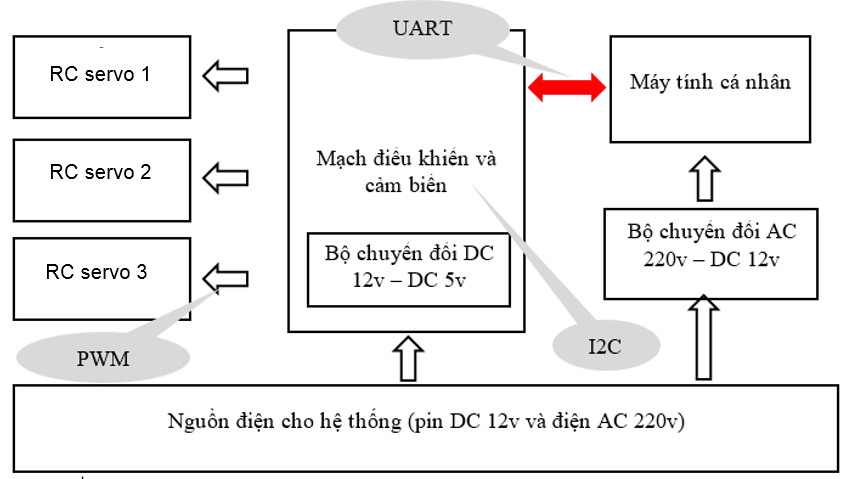 UART
RC servo 1
Máy tính cá nhân
RC servo 2
Mạch điều khiển và
cảm biến
RC servo 3
Bộ chuyển đổi DC
12v – DC 5v
Bộ chuyển đổi AC
220v – DC 12v
PWM
I2C
Nguồn điện cho hệ thống (pin DC 12v và điện AC 220v)